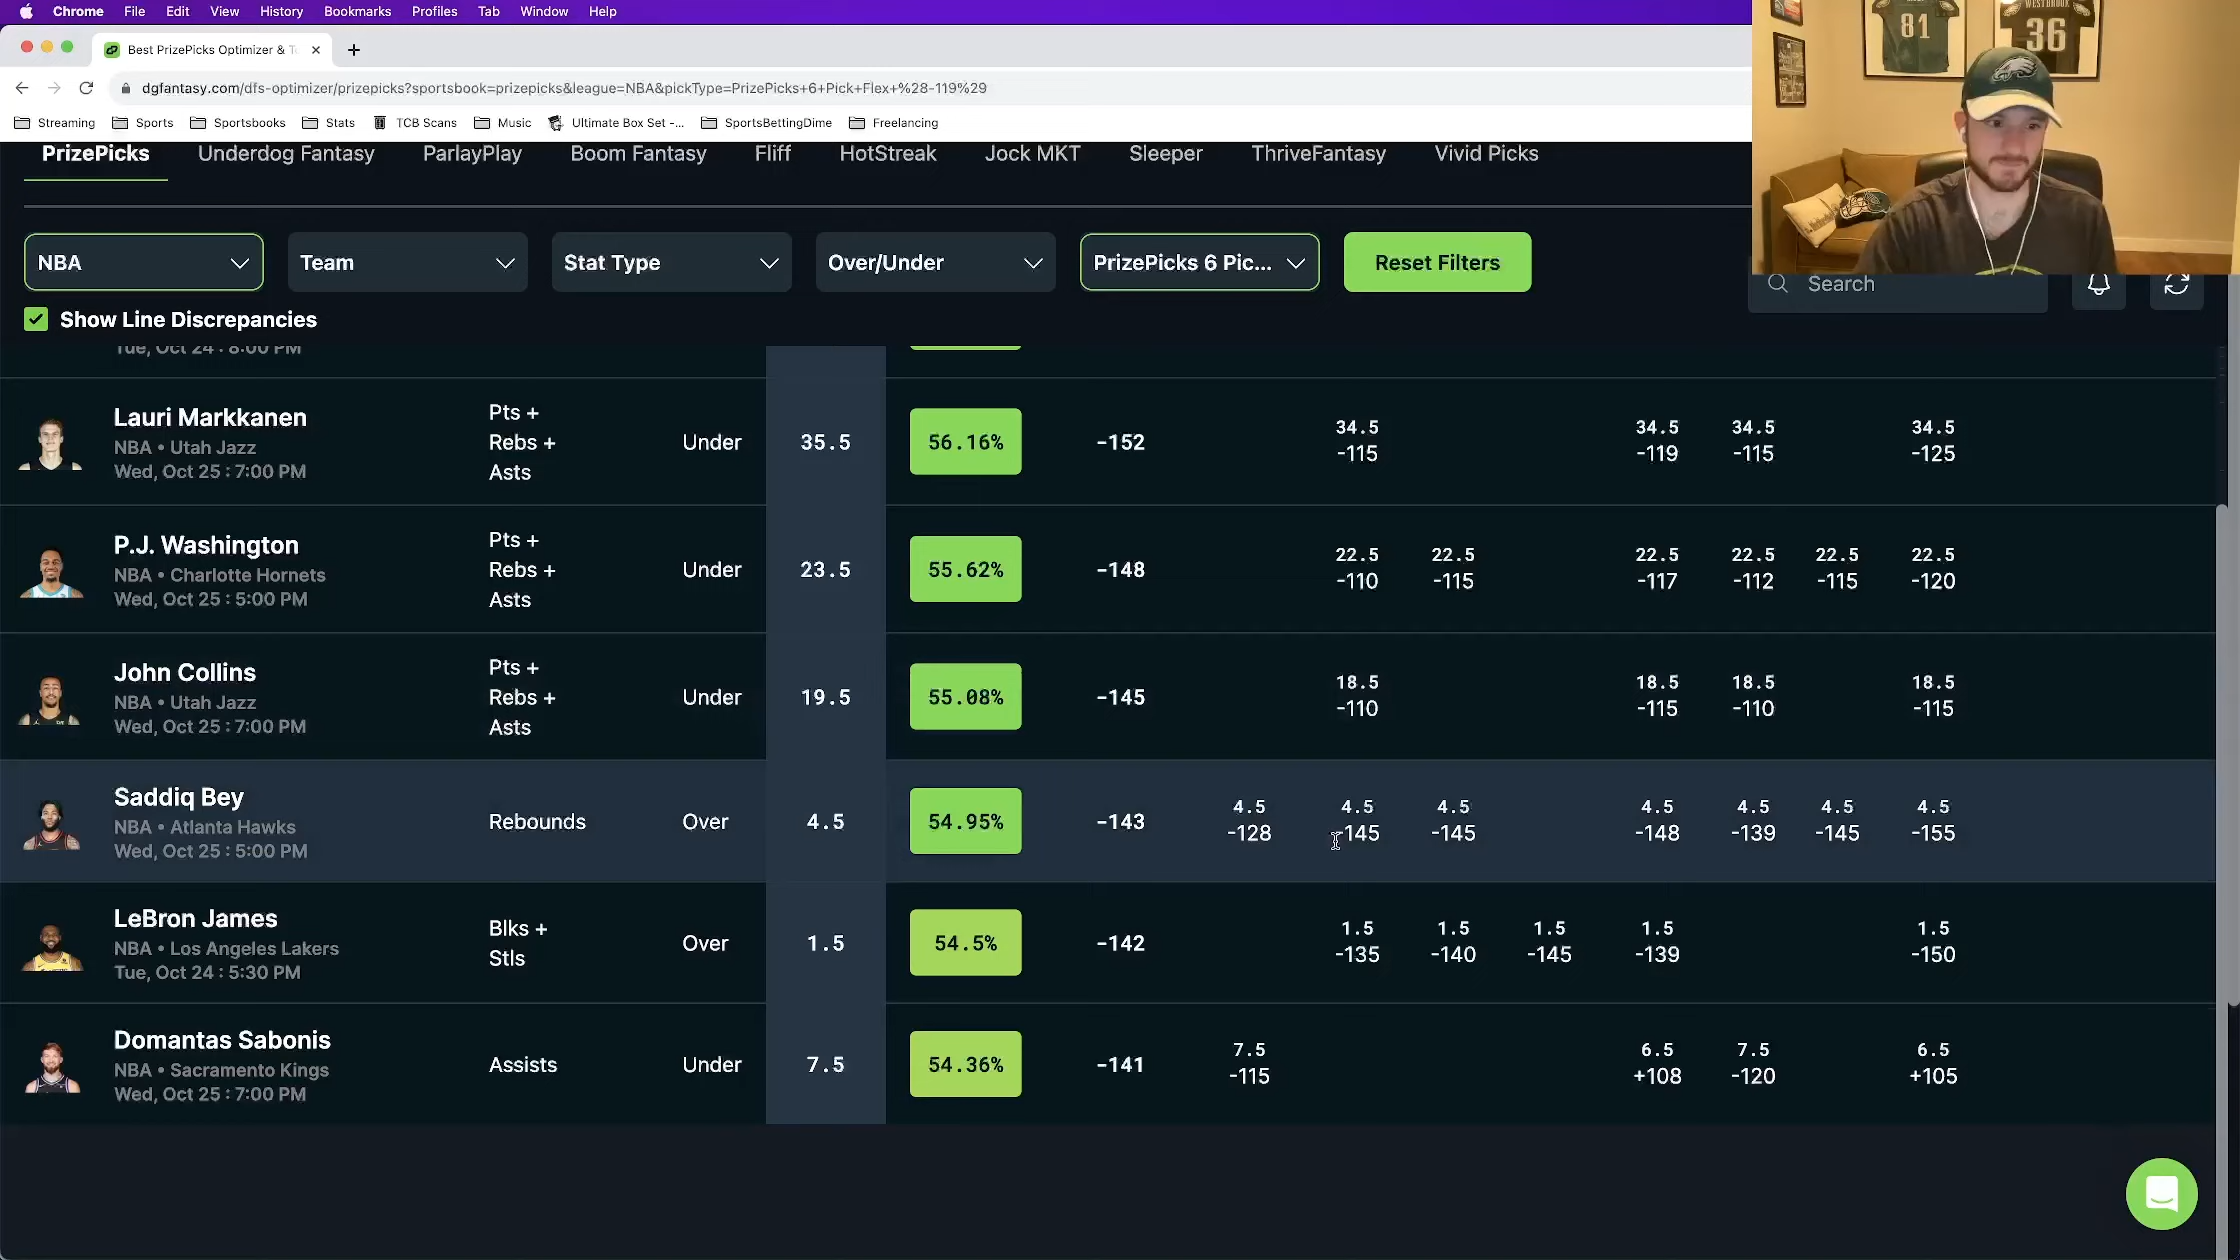 Chrome File Edit View History Bookmarks Profiles Tab Window Help
Best PrizePicks Optimizer & T
dgfantasy.com/dfs-optimizer/prizepicks?sportsbook=prizepicks&league=NBA&pickType=PrizePicks+6+Pick+Flex+%28-119%29
Streaming Sports Sportsbooks Stats TCB Scans Music Ultimate Box Set -... SportsBettingDime Freelancing
81
WESTBROOK
36
PrizePicks Underdog Fantasy ParlayPlay Boom Fantasy Fliff HotStreak Jock MKT Sleeper ThriveFantasy Vivid Picks
NBA Team Stat Type Over/Under PrizePicks 6 Pic... Reset Filters
Search
Show Line Discrepancies
Tue, Oct 24 : 8:00 PM
Lauri Markkanen
NBA • Utah Jazz
Wed, Oct 25 : 7:00 PM
Pts +
Rebs +
Asts
Under 35.5 56.16% -152
34.5 34.5 34.5 34.5
-115 -119 -115 -125
P.J. Washington
NBA • Charlotte Hornets
Wed, Oct 25 : 5:00 PM
Pts +
Rebs +
Asts
Under 23.5 55.62% -148
22.5 22.5 22.5 22.5 22.5 22.5
-110 -115 -117 -112 -115 -120
John Collins
NBA • Utah Jazz
Wed, Oct 25 : 7:00 PM
Pts +
Rebs +
Asts
Under 19.5 55.08% -145
18.5 18.5 18.5 18.5
-110 -115 -110 -115
Saddiq Bey
NBA • Atlanta Hawks
Wed, Oct 25 : 5:00 PM
Rebounds Over 4.5 54.95% -143
4.5 4.5 4.5 4.5 4.5 4.5 4.5
-128 -145 -145 -148 -139 -145 -155
LeBron James
NBA • Los Angeles Lakers
Tue, Oct 24 : 5:30 PM
Blks +
Stls
Over 1.5 54.5% -142
1.5 1.5 1.5 1.5 1.5
-135 -140 -145 -139 -150
Domantas Sabonis
NBA • Sacramento Kings
Wed, Oct 25 : 7:00 PM
Assists Under 7.5 54.36% -141
7.5 6.5 7.5 6.5
-115 +108 -120 +105